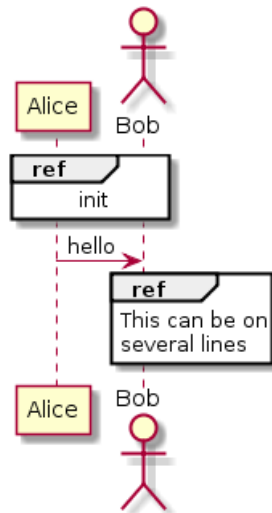 Alice
Bob
ref
init
hello
ref
This can be on
several lines
Alice
Bob